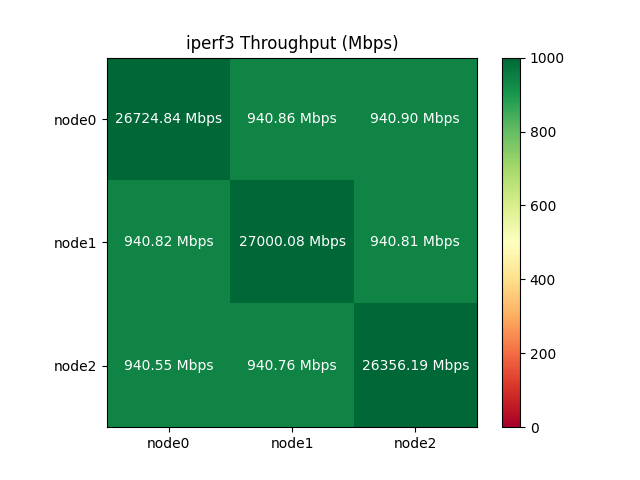 iperf3 Throughput (Mbps)
node0
26724.84 Mbps
940.86 Mbps
940.90 Mbps
node1
940.82 Mbps
27000.08 Mbps
940.81 Mbps
node2
940.55 Mbps
940.76 Mbps
26356.19 Mbps
node0
node1
node2
1000
800
600
400
200
0